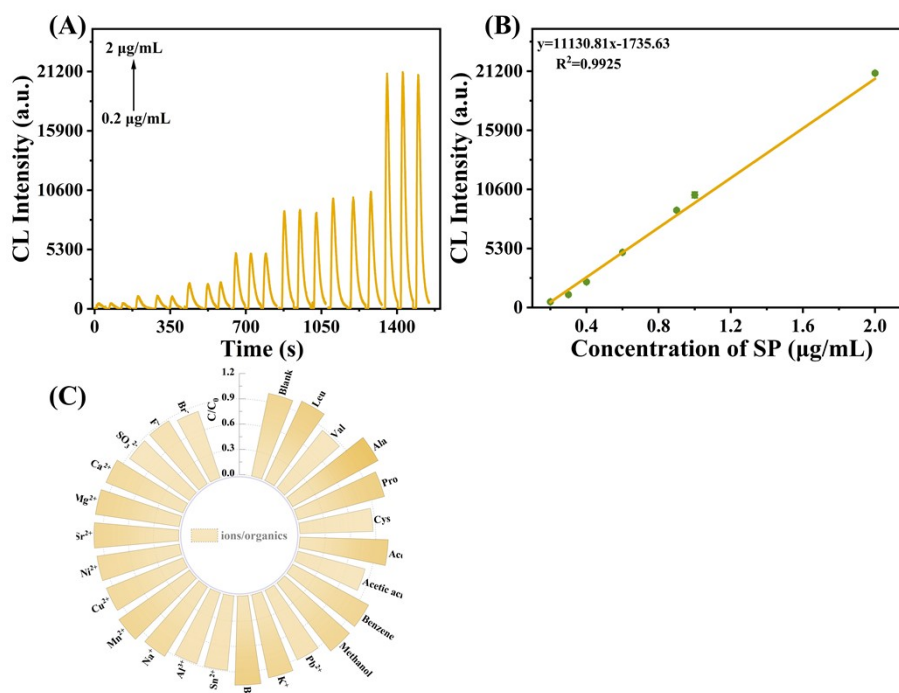 (A)
CL Intensity (a.u.)
21200
15900
10600
5300
0
2 μg/mL
0.2 μg/mL
0
350
700
1050
1400
Time (s)
(B)
CL Intensity (a.u.)
21200
15900
10600
5300
0
y=11130.81x-1735.63
R²=0.9925
0.4
0.8
1.2
1.6
2.0
Concentration of SP (μg/mL)
(C)
C/C₀
1.2
0.9
0.6
0.3
0.0
Blank
Leu
Val
Ala
Pro
Cys
Ace
Acetic aci
Benzene
Methanol
Pb²⁺
K⁺
B
Sn²⁺
Al³⁺
Na⁺
Mn²⁺
Cu²⁺
Ni²⁺
Sr²⁺
Mg²⁺
Ca²⁺
SO₃²⁻
F⁻
Br⁻
ions/organics